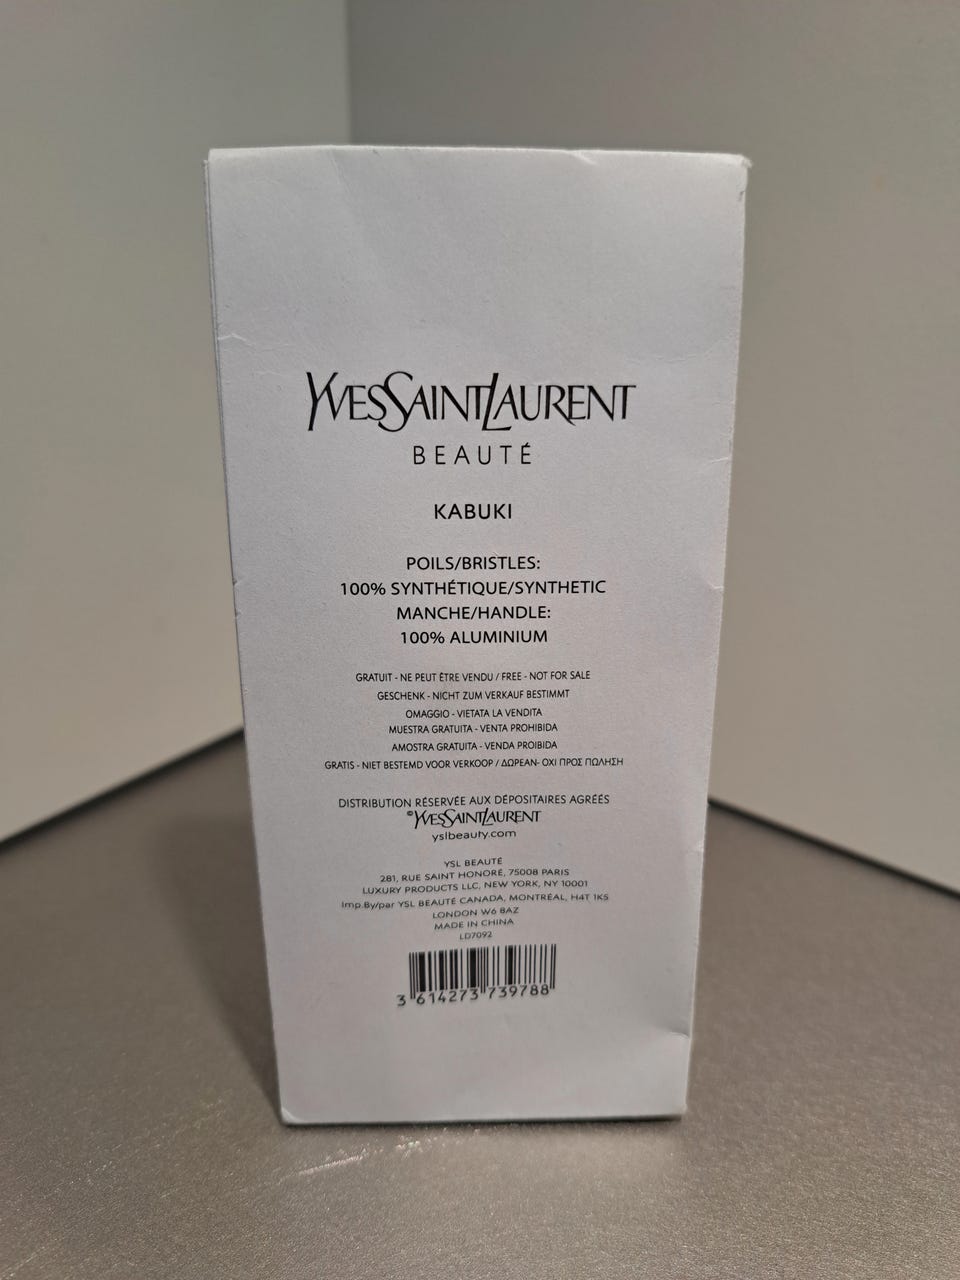 YVESSAINTLAURENT
BEAUTÉ
KABUKI
POILS/BRISTLES:
100% SYNTHÉTIQUE/SYNTHETIC
MANCHE/HANDLE:
100% ALUMINIUM
GRATUIT - NE PEUT ÊTRE VENDU / FREE - NOT FOR SALE
GESCHENK - NICHT ZUM VERKAUF BESTIMMT
OMAGGIO - VIETATA LA VENDITA
MUESTRA GRATUITA - VENTA PROHIBIDA
AMOSTRA GRATUITA - VENDA PROIBIDA
GRATIS - NIET BESTEMD VOOR VERKOOP / ΔΩΡΕΑΝ- ΟΧΙ ΠΡΟΣ ΠΩΛΗΣΗ
DISTRIBUTION RÉSERVÉE AUX DÉPOSITAIRES AGRÉÉS
©YVESSAINTLAURENT
yslbeauty.com
YSL BEAUTÉ
281, RUE SAINT HONORÉ, 75008 PARIS
LUXURY PRODUCTS LLC, NEW YORK, NY 10001
Imp.By/par YSL BEAUTÉ CANADA, MONTRÉAL, H4T 1K5
LONDON W6 8AZ
MADE IN CHINA
LD7092
3 614273 739788